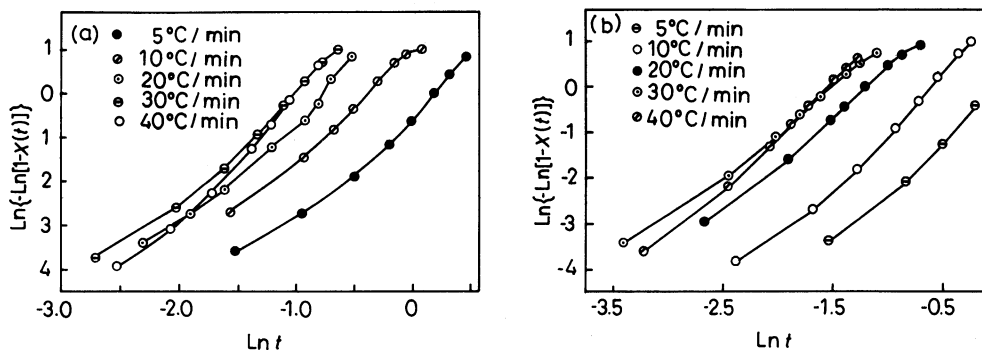 (a)
5°C/min
10°C/min
20°C/min
30°C/min
40°C/min
Ln{-Ln[1-X(t)]}
1
0
1
2
3
4
-3.0 -2.0 -1.0 0
Ln t
(b)
5°C/min
10°C/min
20°C/min
30°C/min
40°C/min
Ln{-Ln[1-X(t)]}
1
0
-1
-2
-3
-4
-3.5 -2.5 -1.5 -0.5
Ln t